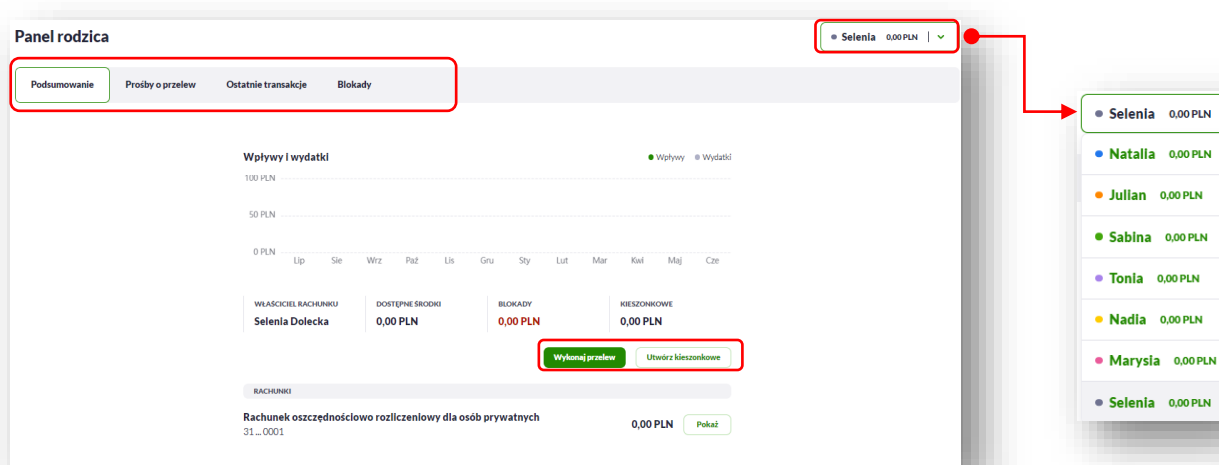 Panel rodzica
Selenia 0,00 PLN
Podsumowanie Prośby o przelew Ostatnie transakcje Blokady
Wpływy i wydatki
Wpływy Wydatki
100 PLN
50 PLN
0 PLN
Lip Sie Wrz Paź Lis Gru Sty Lut Mar Kwi Maj Cze
WŁAŚCICIEL RACHUNKU DOSTĘPNE ŚRODKI BLOKADY KIESZONKOWE
Selenia Dolecka 0,00 PLN 0,00 PLN 0,00 PLN
Wykonaj przelew Utwórz kieszonkowe
RACHUNKI
Rachunek oszczędnościowo rozliczeniowy dla osób prywatnych
31 ... 0001
0,00 PLN Pokaż
Selenia 0,00 PLN
Natalia 0,00 PLN
Julian 0,00 PLN
Sabina 0,00 PLN
Tonia 0,00 PLN
Nadia 0,00 PLN
Marysia 0,00 PLN
Selenia 0,00 PLN